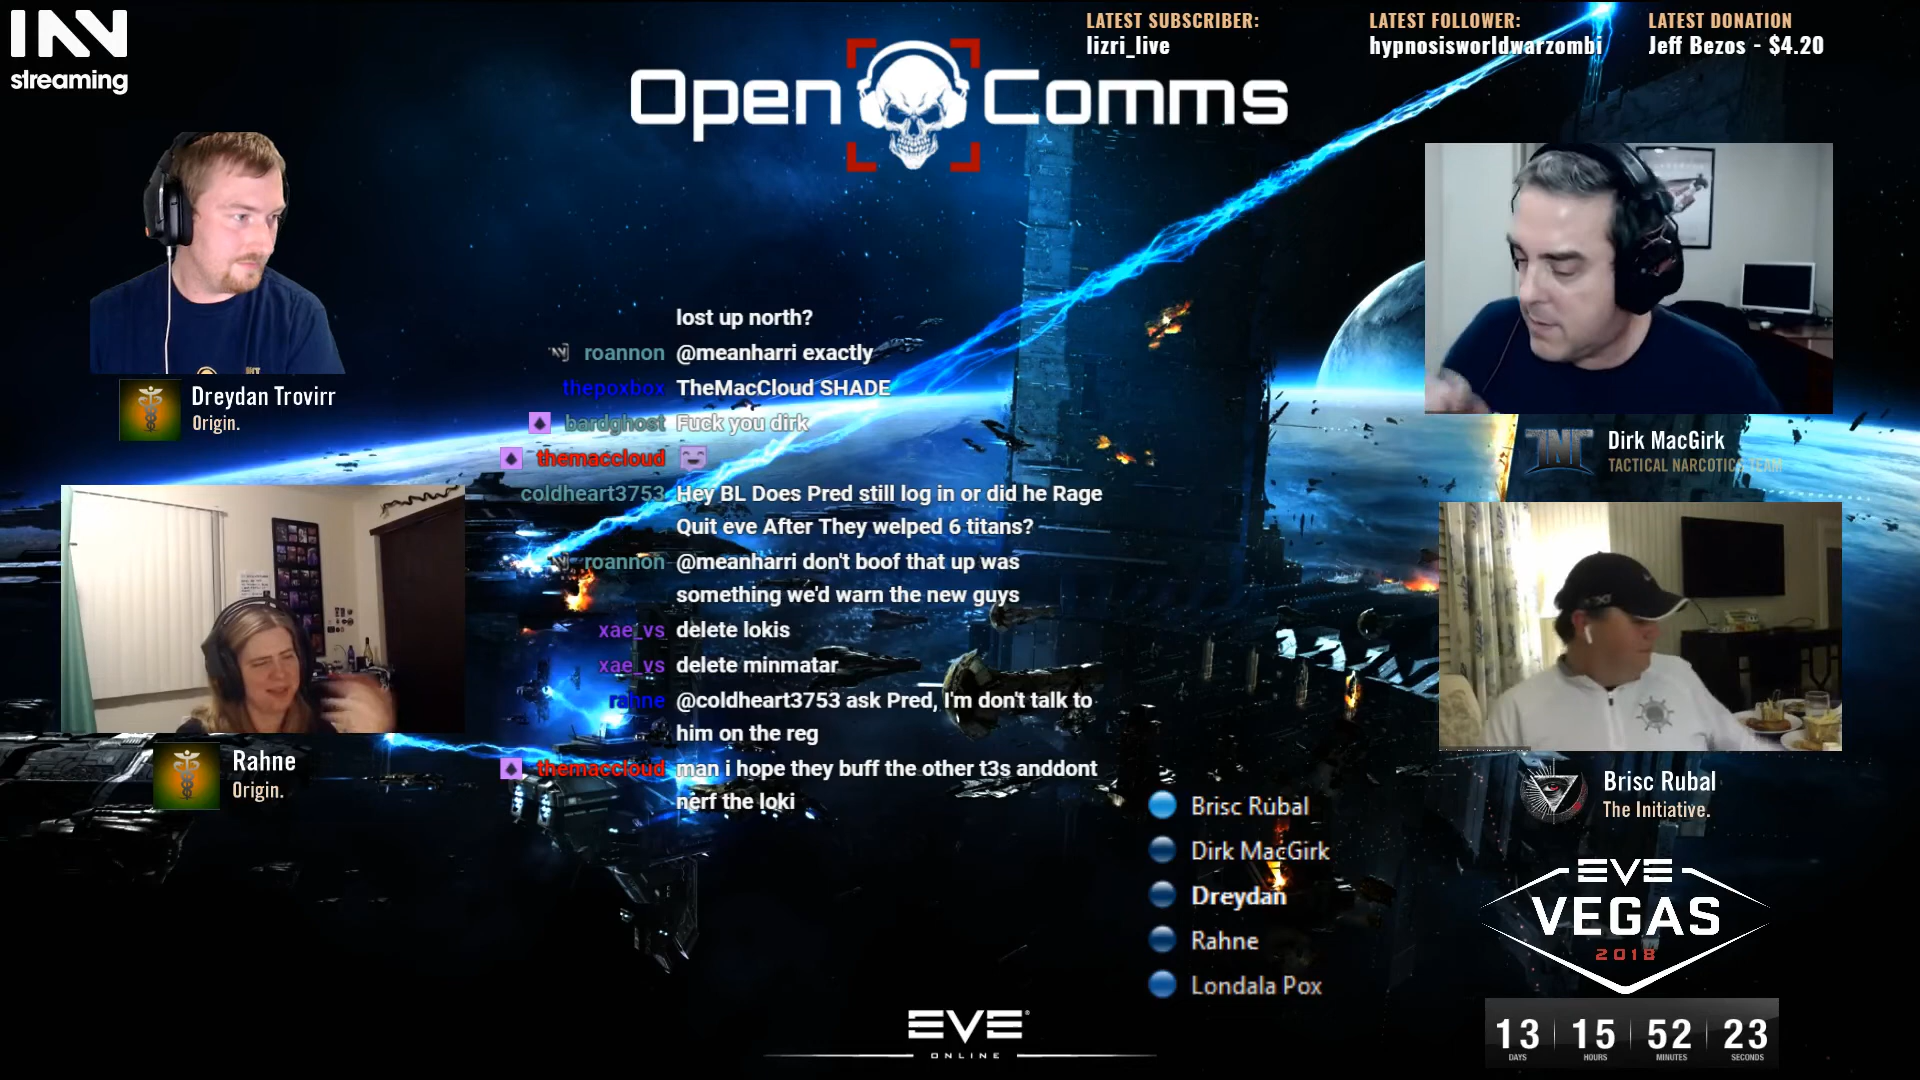 INN
streaming
Open Comms
LATEST SUBSCRIBER:
lizri_live
LATEST FOLLOWER:
hypnosisworldwarzombi
LATEST DONATION
Jeff Bezos - $4.20
Dreydan Trovirr
Origin.
Rahne
Origin.
lost up north?
roannon @meanharri exactly
thepoxbox TheMacCloud SHADE
bardghost Fuck you dirk
themaccloud
coldheart3753 Hey BL Does Pred still log in or did he Rage
Quit eve After They welped 6 titans?
roannon @meanharri don't boof that up was
something we'd warn the new guys
xae_vs delete lokis
xae_vs delete minmatar
rahne @coldheart3753 ask Pred, I'm don't talk to
him on the reg
themaccloud man i hope they buff the other t3s anddont
nerf the loki
TNT
Dirk MacGirk
TACTICAL NARCOTICS TEAM
Brisc Rubal
The Initiative.
Brisc Rubal
Dirk MacGirk
Dreydan
Rahne
Londala Pox
EVE
VEGAS
2018
13 15 52 23
DAYS HOURS MINUTES SECONDS
EVE
ONLINE